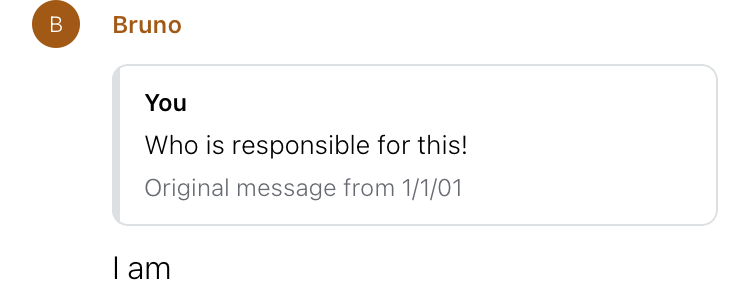 B
Bruno
You
Who is responsible for this!
Original message from 1/1/01
I am